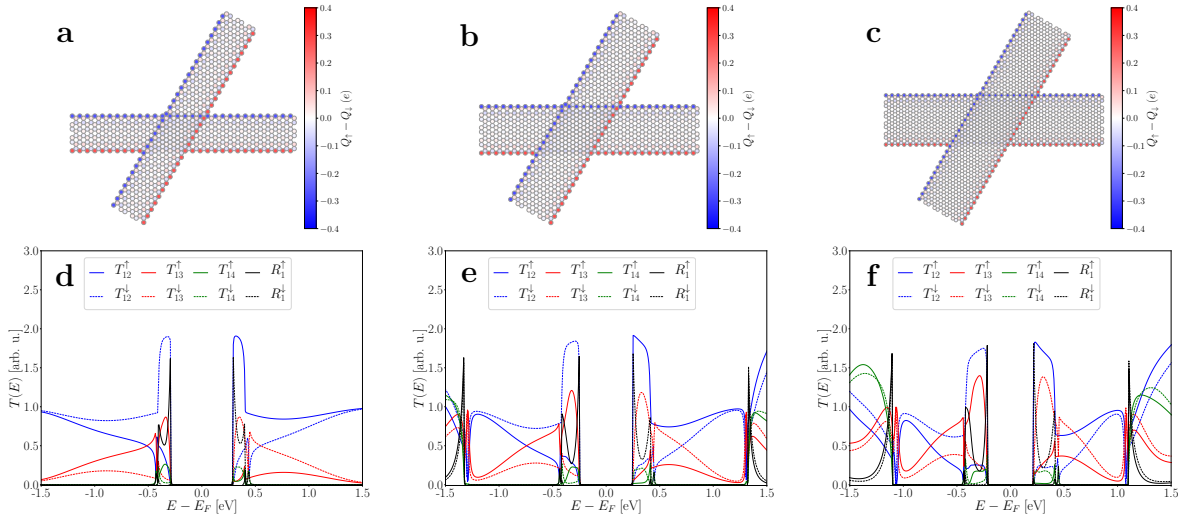 a
0.4
0.3
0.2
0.1
0.0
−0.1
−0.2
−0.3
−0.4
Q↑ − Q↓ (e)
b
0.4
0.3
0.2
0.1
0.0
−0.1
−0.2
−0.3
−0.4
Q↑ − Q↓ (e)
c
0.4
0.3
0.2
0.1
0.0
−0.1
−0.2
−0.3
−0.4
Q↑ − Q↓ (e)
d
T↑12 T↑13 T↑14 R↑1
T↓12 T↓13 T↓14 R↓1
3.0
2.5
2.0
1.5
1.0
0.5
0.0
T(E) [arb. u.]
−1.5 −1.0 −0.5 0.0 0.5 1.0 1.5
E − EF [eV]
e
T↑12 T↑13 T↑14 R↑1
T↓12 T↓13 T↓14 R↓1
3.0
2.5
2.0
1.5
1.0
0.5
0.0
T(E) [arb. u.]
−1.5 −1.0 −0.5 0.0 0.5 1.0 1.5
E − EF [eV]
f
T↑12 T↑13 T↑14 R↑1
T↓12 T↓13 T↓14 R↓1
3.0
2.5
2.0
1.5
1.0
0.5
0.0
T(E) [arb. u.]
−1.5 −1.0 −0.5 0.0 0.5 1.0 1.5
E − EF [eV]